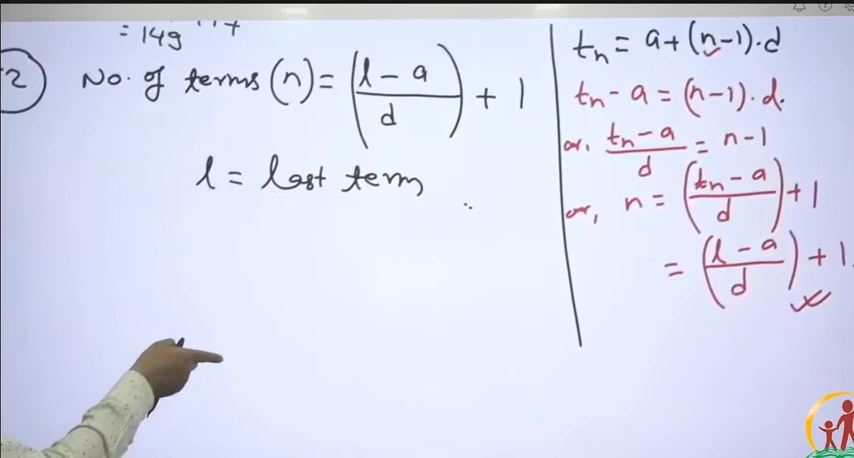 = 149
2 No. of terms (n) = ((l - a)/d) + 1
l = last term
tn = a + (n-1).d
tn - a = (n-1).d.
or, (tn - a)/d = n-1
or, n = ((tn - a)/d) + 1
= ((l - a)/d) + 1.